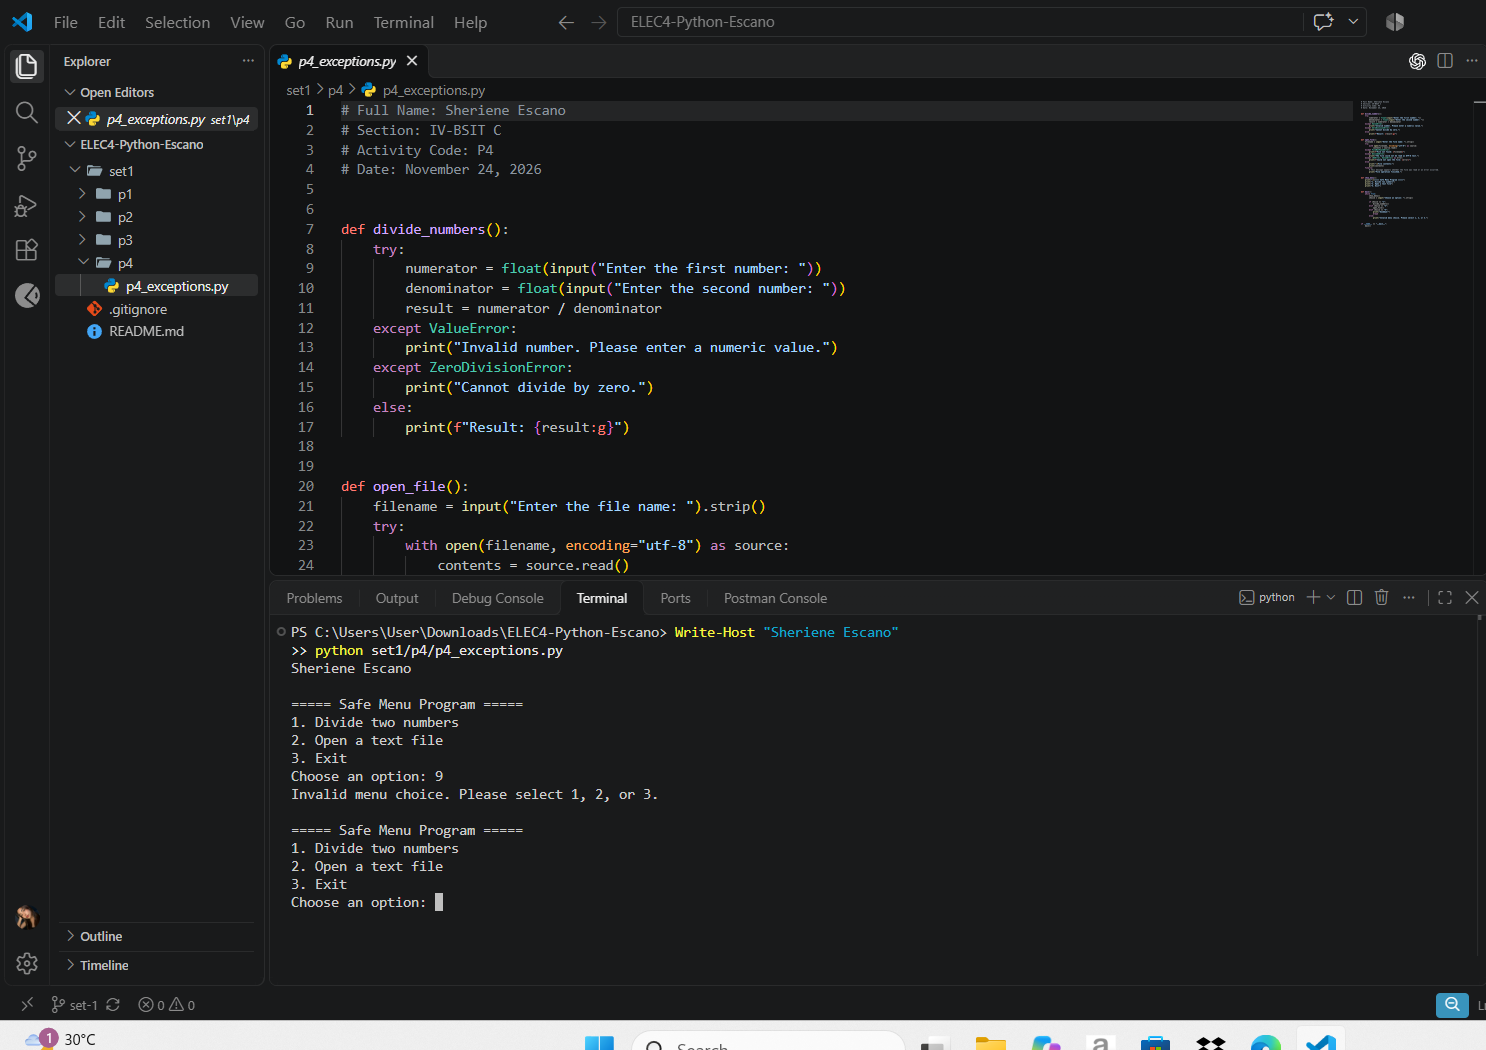 File Edit Selection View Go Run Terminal Help
ELEC4-Python-Escano
Explorer
Open Editors
p4_exceptions.py set1\p4
ELEC4-Python-Escano
set1
p1
p2
p3
p4
p4_exceptions.py
.gitignore
README.md
Outline
Timeline
p4_exceptions.py
set1 > p4 > p4_exceptions.py
1 # Full Name: Sheriene Escano
2 # Section: IV-BSIT C
3 # Activity Code: P4
4 # Date: November 24, 2026
5
6
7 def divide_numbers():
8 try:
9 numerator = float(input("Enter the first number: "))
10 denominator = float(input("Enter the second number: "))
11 result = numerator / denominator
12 except ValueError:
13 print("Invalid number. Please enter a numeric value.")
14 except ZeroDivisionError:
15 print("Cannot divide by zero.")
16 else:
17 print(f"Result: {result:g}")
18
19
20 def open_file():
21 filename = input("Enter the file name: ").strip()
22 try:
23 with open(filename, encoding="utf-8") as source:
24 contents = source.read()
Problems Output Debug Console Terminal Ports Postman Console
python
PS C:\Users\User\Downloads\ELEC4-Python-Escano> Write-Host "Sheriene Escano"
>> python set1/p4/p4_exceptions.py
Sheriene Escano
===== Safe Menu Program =====
1. Divide two numbers
2. Open a text file
3. Exit
Choose an option: 9
Invalid menu choice. Please select 1, 2, or 3.
===== Safe Menu Program =====
1. Divide two numbers
2. Open a text file
3. Exit
Choose an option:
set-1 0 0
1 30°C
Search